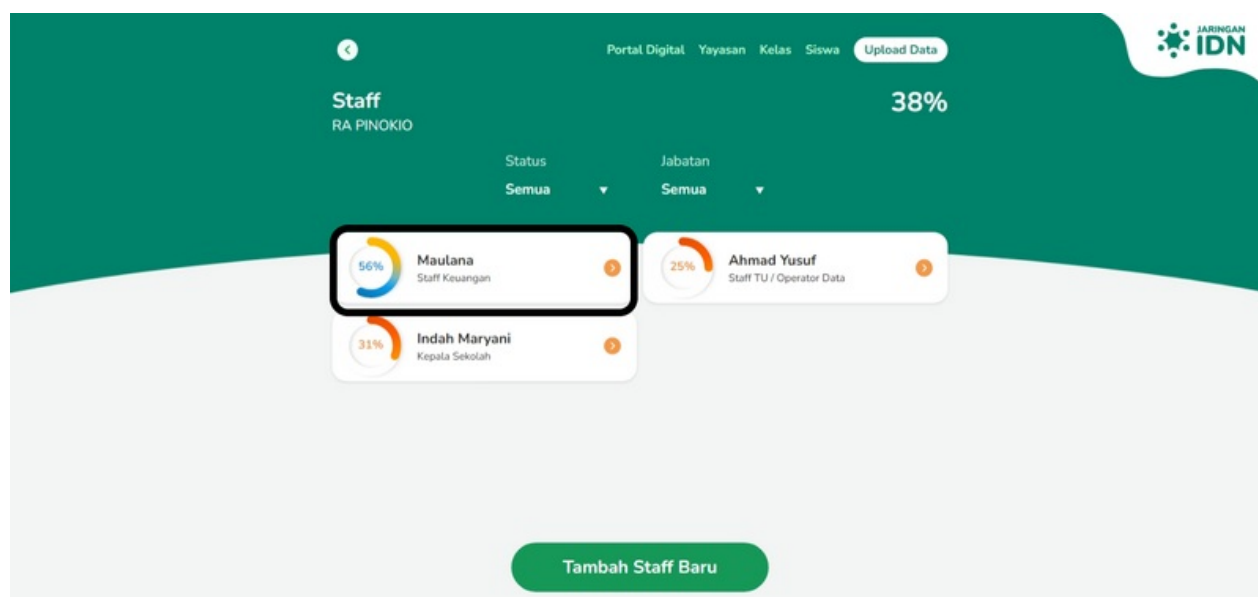 Portal Digital Yayasan Kelas Siswa Upload Data
JARINGAN
IDN
Staff
38%
RA PINOKIO
Status Jabatan
Semua Semua
56%
Maulana
Staff Keuangan
25%
Ahmad Yusuf
Staff TU / Operator Data
31%
Indah Maryani
Kepala Sekolah
Tambah Staff Baru